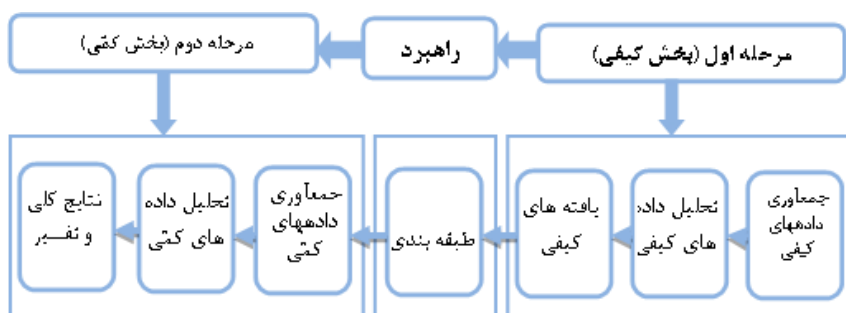 مرحله اول (بخش کیفی)
راهبرد
مرحله دوم (بخش کمّی)
جمعآوری
دادههای
کیفی
تحلیل داده
های کیفی
یافته های
کیفی
طبقه بندی
جمعآوری
دادههای
کمّی
تحلیل داده
های کمّی
نتایج کلی
و تفسیر